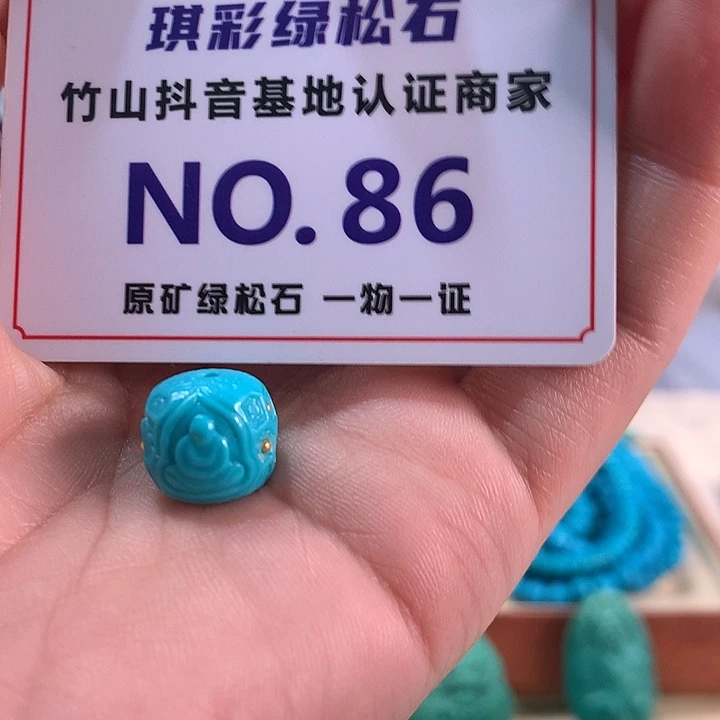 琪彩绿松石
竹山抖音基地认证商家
NO.86
原矿绿松石 一物一证